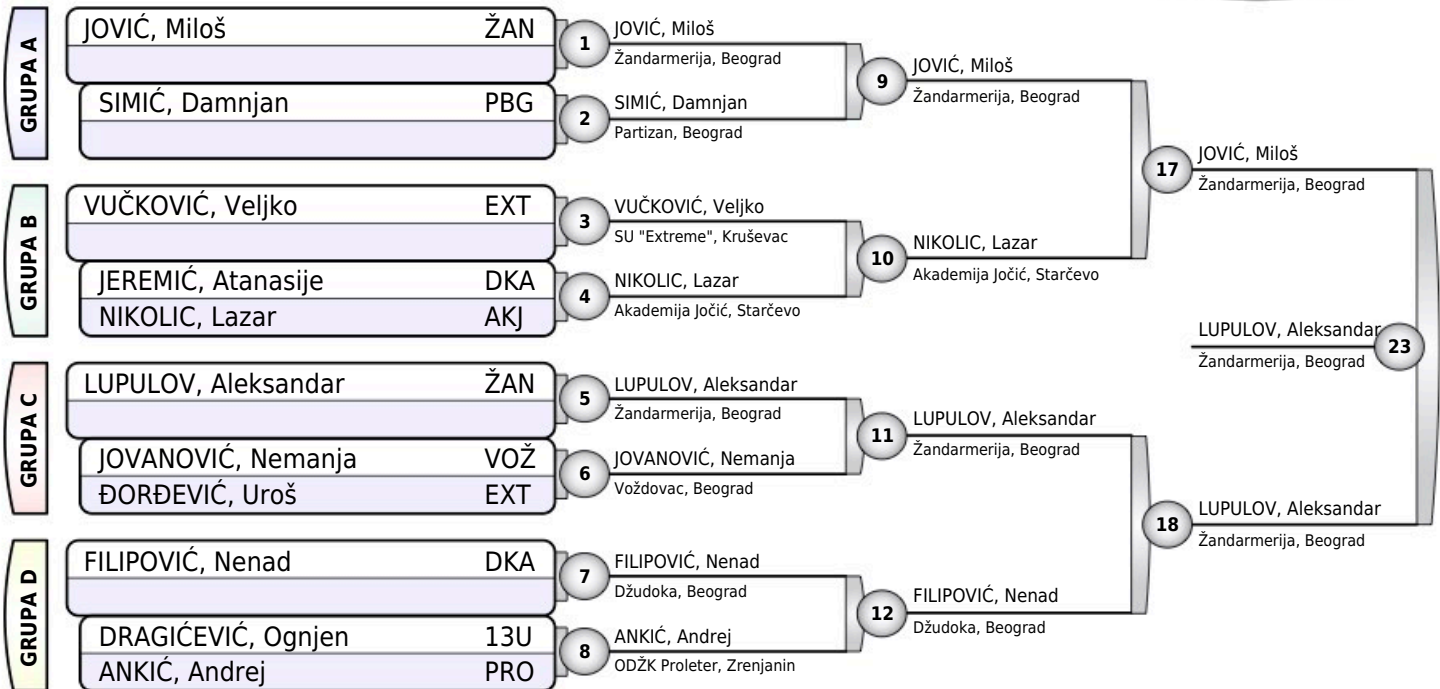 GRUPA A
JOVIĆ, Miloš ŽAN
SIMIĆ, Damnjan PBG
GRUPA B
VUČKOVIĆ, Veljko EXT
JEREMIĆ, Atanasije DKA
NIKOLIC, Lazar AKJ
GRUPA C
LUPULOV, Aleksandar ŽAN
JOVANOVIĆ, Nemanja VOŽ
ĐORĐEVIĆ, Uroš EXT
GRUPA D
FILIPOVIĆ, Nenad DKA
DRAGIĆEVIĆ, Ognjen 13U
ANKIĆ, Andrej PRO
1 JOVIĆ, Miloš
Žandarmerija, Beograd
2 SIMIĆ, Damnjan
Partizan, Beograd
3 VUČKOVIĆ, Veljko
SU "Extreme", Kruševac
4 NIKOLIC, Lazar
Akademija Jočić, Starčevo
5 LUPULOV, Aleksandar
Žandarmerija, Beograd
6 JOVANOVIĆ, Nemanja
Voždovac, Beograd
7 FILIPOVIĆ, Nenad
Džudoka, Beograd
8 ANKIĆ, Andrej
ODŽK Proleter, Zrenjanin
9 JOVIĆ, Miloš
Žandarmerija, Beograd
10 NIKOLIC, Lazar
Akademija Jočić, Starčevo
11 LUPULOV, Aleksandar
Žandarmerija, Beograd
12 FILIPOVIĆ, Nenad
Džudoka, Beograd
17 JOVIĆ, Miloš
Žandarmerija, Beograd
LUPULOV, Aleksandar 23
Žandarmerija, Beograd
18 LUPULOV, Aleksandar
Žandarmerija, Beograd